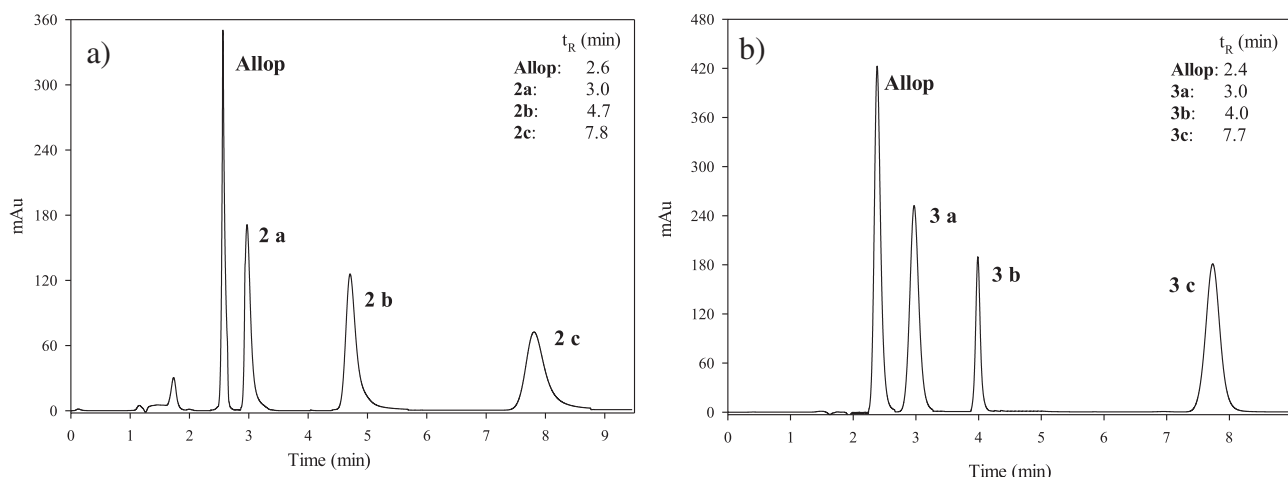 a)
t_R (min)
Allop: 2.6
2a: 3.0
2b: 4.7
2c: 7.8
Allop
2 a
2 b
2 c
360
300
240
180
120
60
0
mAu
0 1 2 3 4 5 6 7 8 9
Time (min)
b)
t_R (min)
Allop: 2.4
3a: 3.0
3b: 4.0
3c: 7.7
Allop
3 a
3 b
3 c
480
420
360
300
240
180
120
60
0
mAu
0 1 2 3 4 5 6 7 8
Time (min)